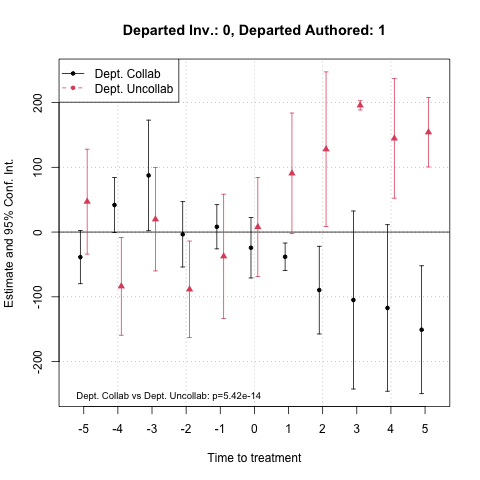 Departed Inv.: 0, Departed Authored: 1
Dept. Collab
Dept. Uncollab
Estimate and 95% Conf. Int.
200
100
0
-100
-200
Dept. Collab vs Dept. Uncollab: p=5.42e-14
-5 -4 -3 -2 -1 0 1 2 3 4 5
Time to treatment